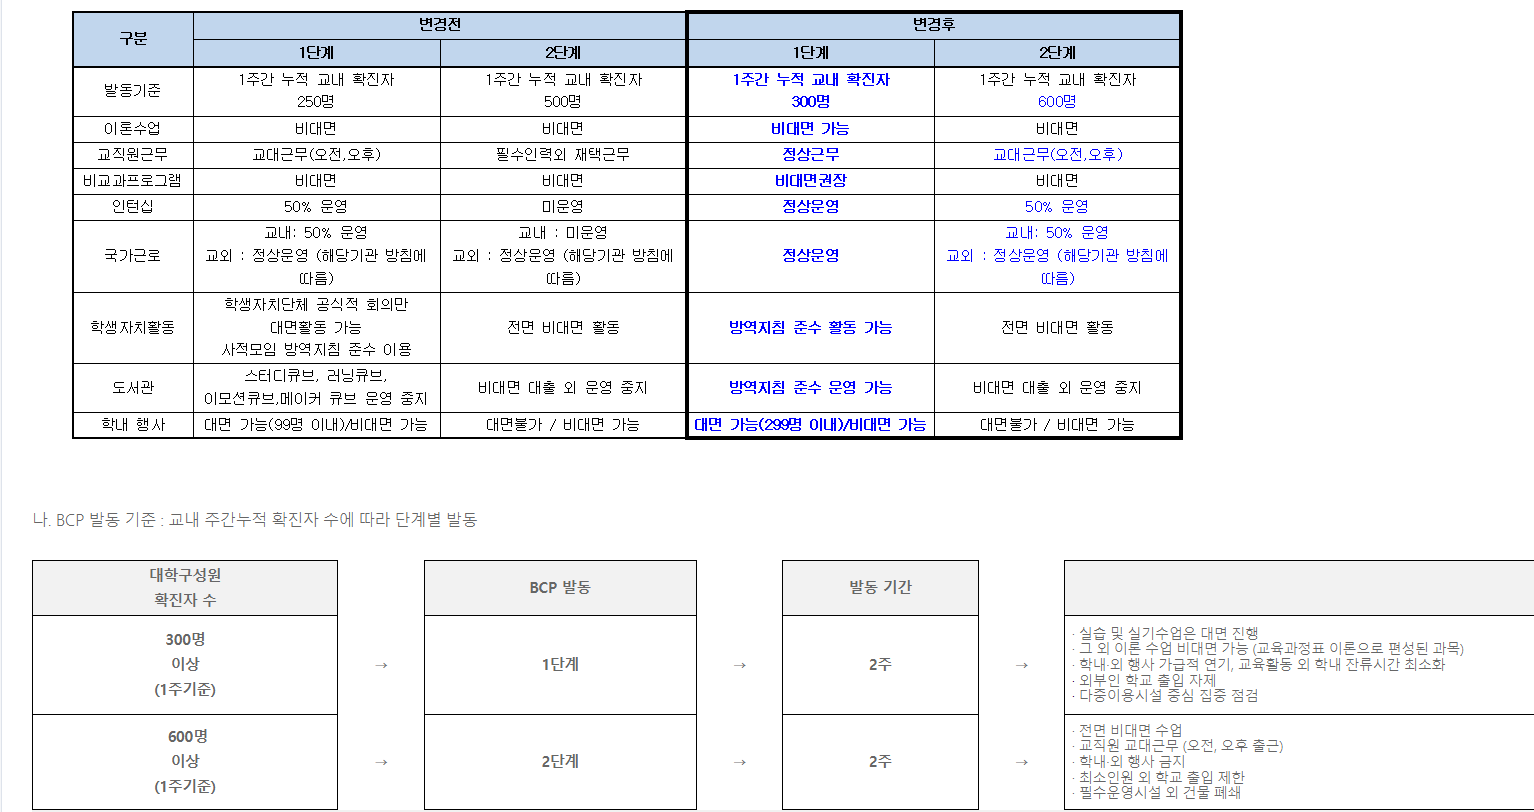 구분
변경전
변경후
1단계
2단계
1단계
2단계
발동기준
1주간 누적 교내 확진자
250명
1주간 누적 교내 확진자
500명
1주간 누적 교내 확진자
300명
1주간 누적 교내 확진자
600명
이론수업
비대면
비대면
비대면 가능
비대면
교직원근무
교대근무(오전,오후)
필수인력외 재택근무
정상근무
교대근무(오전,오후)
비교과프로그램
비대면
비대면
비대면권장
비대면
인턴십
50% 운영
미운영
정상운영
50% 운영
국가근로
교내: 50% 운영
교외 : 정상운영 (해당기관 방침에
따름)
교내 : 미운영
교외 : 정상운영 (해당기관 방침에
따름)
정상운영
교내: 50% 운영
교외 : 정상운영 (해당기관 방침에
따름)
학생자치활동
학생자치단체 공식적 회의만
대면활동 가능
사적모임 방역지침 준수 이용
전면 비대면 활동
방역지침 준수 활동 가능
전면 비대면 활동
도서관
스터디큐브, 러닝큐브,
이모션큐브,메이커 큐브 운영 중지
비대면 대출 외 운영 중지
방역지침 준수 운영 가능
비대면 대출 외 운영 중지
학내 행사
대면 가능(99명 이내)/비대면 가능
대면불가 / 비대면 가능
대면 가능(299명 이내)/비대면 가능
대면불가 / 비대면 가능
나. BCP 발동 기준 : 교내 주간누적 확진자 수에 따라 단계별 발동
대학구성원
확진자 수
BCP 발동
발동 기간
300명
이상
(1주기준)
→
1단계
→
2주
→
· 실습 및 실기수업은 대면 진행
· 그 외 이론 수업 비대면 가능 (교육과정표 이론으로 편성된 과목)
· 학내·외 행사 가급적 연기, 교육활동 외 학내 잔류시간 최소화
· 외부인 학교 출입 자제
· 다중이용시설 중심 집중 점검
600명
이상
(1주기준)
→
2단계
→
2주
→
· 전면 비대면 수업
· 교직원 교대근무 (오전, 오후 출근)
· 학내·외 행사 금지
· 최소인원 외 학교 출입 제한
· 필수운영시설 외 건물 폐쇄